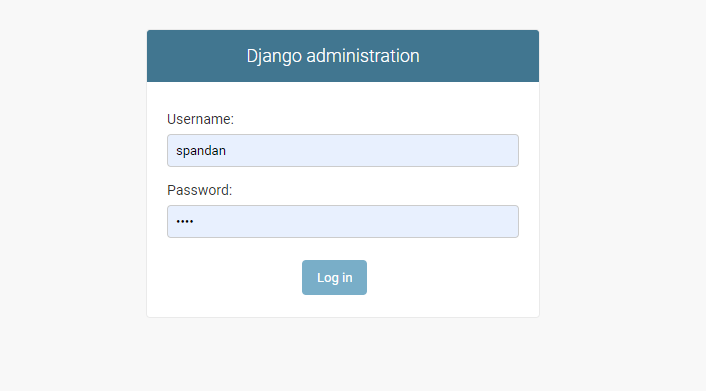 Django administration
Username:
spandan
Password:
••••
Log in